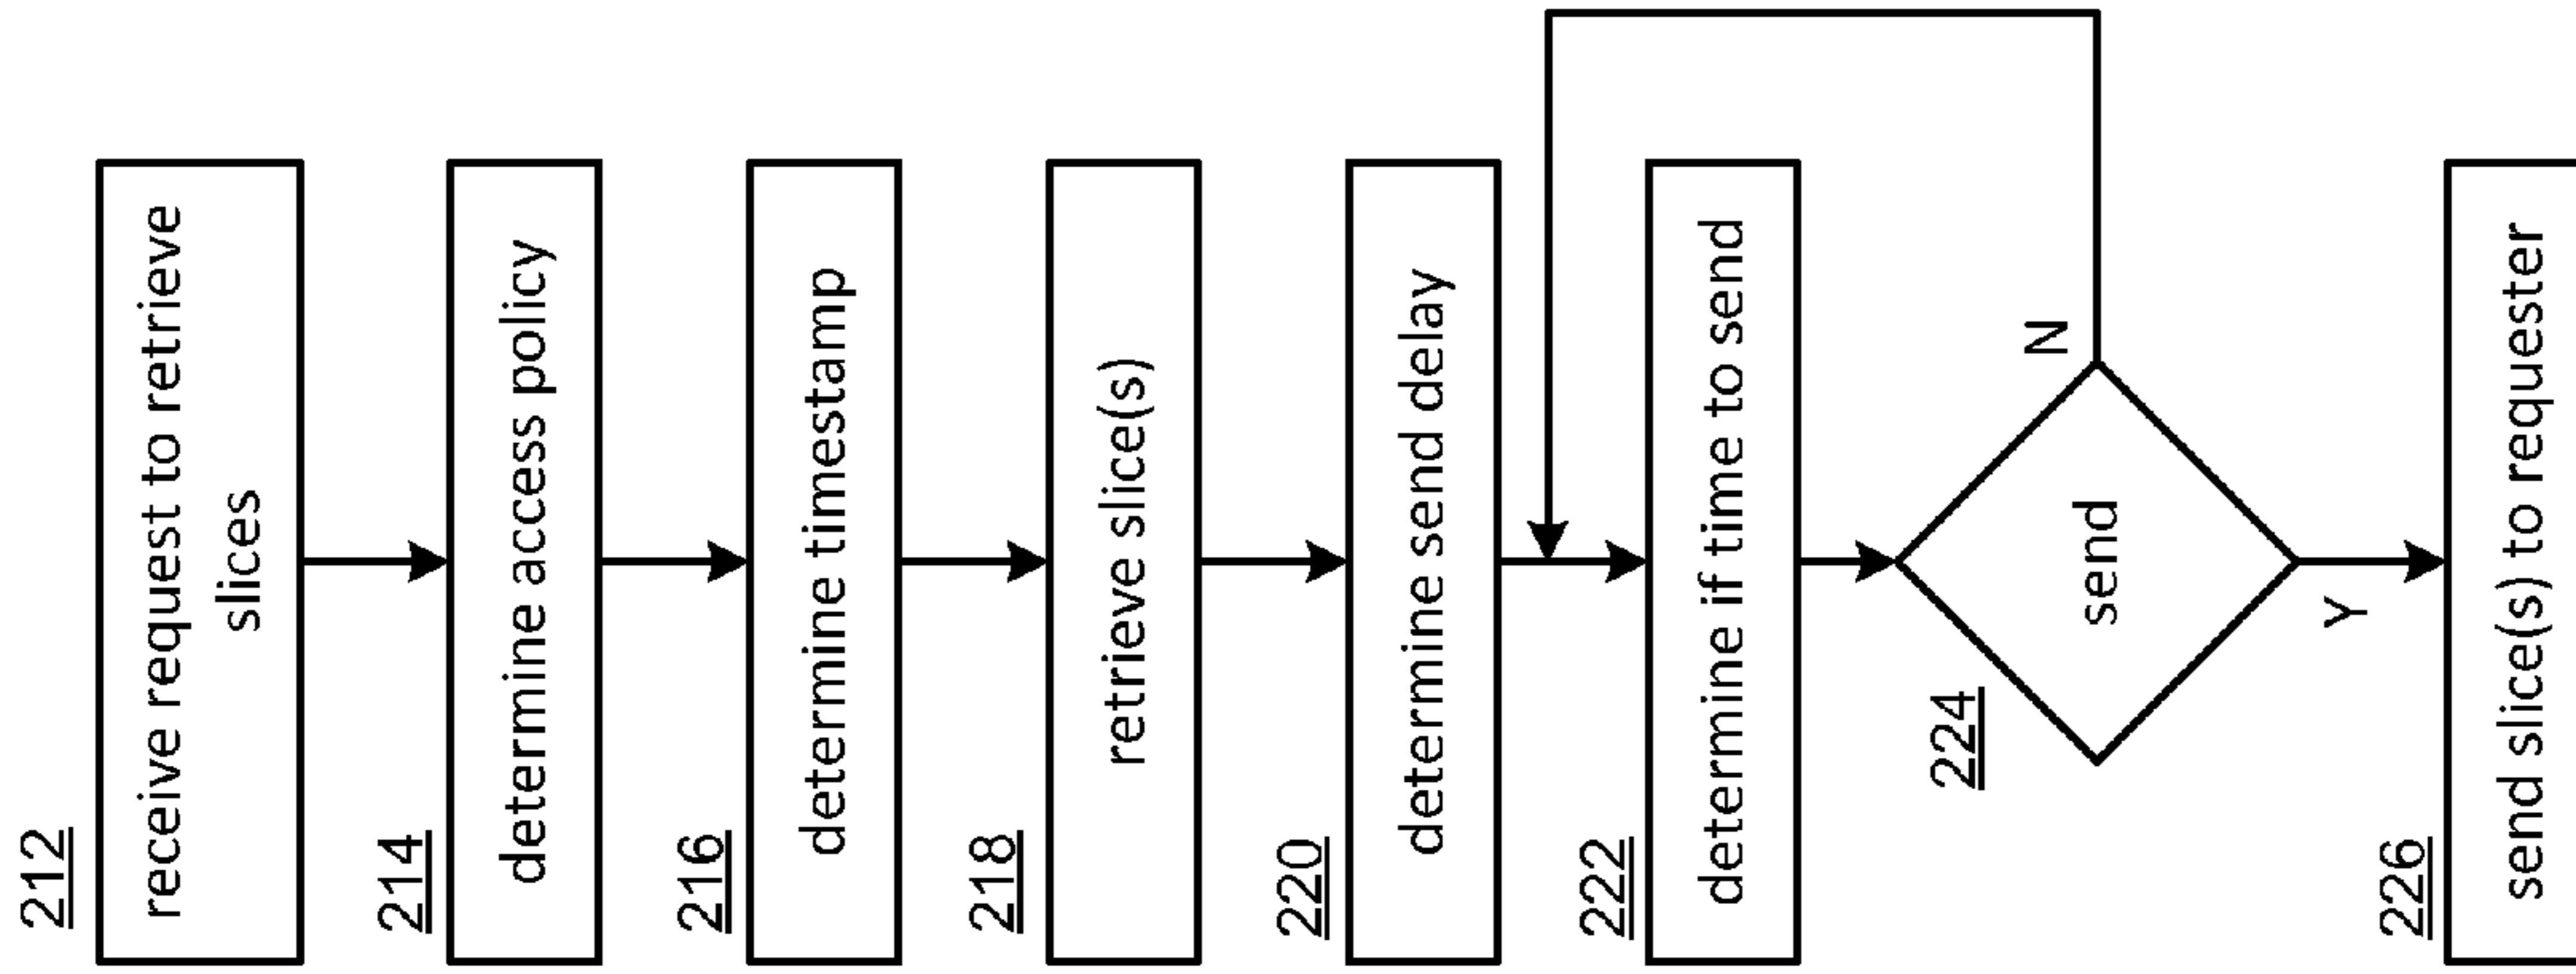 212
receive request to retrieve
slices
214
determine access policy
216
determine timestamp
218
retrieve slice(s)
220
determine send delay
222
determine if time to send
224
send
N
Y
226
send slice(s) to requester